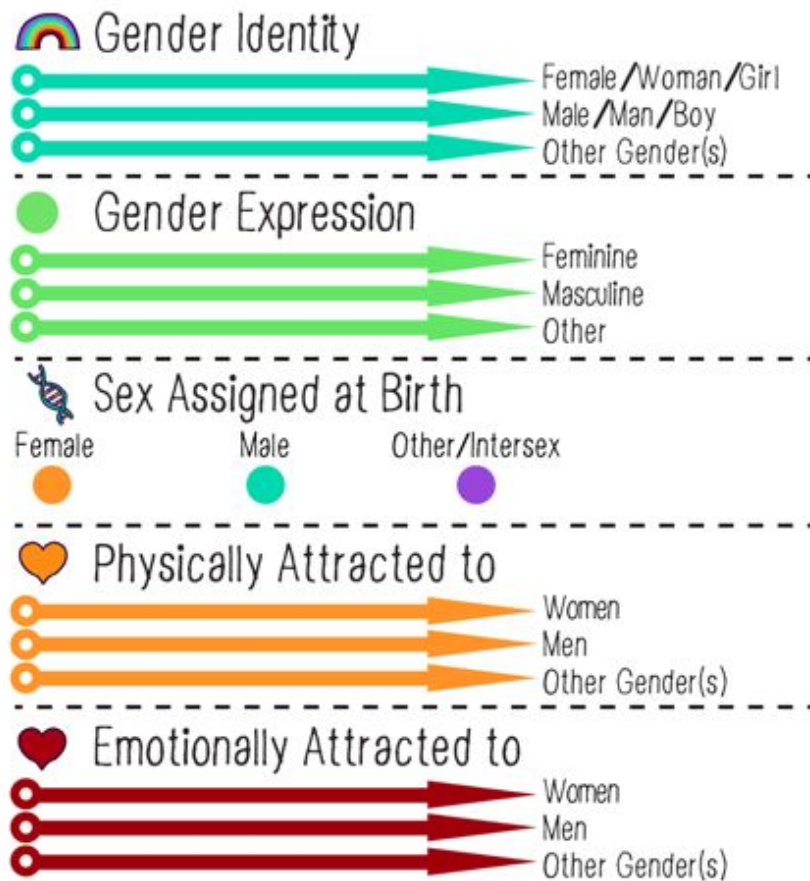 Gender Identity
Female/Woman/Girl
Male/Man/Boy
Other Gender(s)
Gender Expression
Feminine
Masculine
Other
Sex Assigned at Birth
Female Male Other/Intersex
Physically Attracted to
Women
Men
Other Gender(s)
Emotionally Attracted to
Women
Men
Other Gender(s)